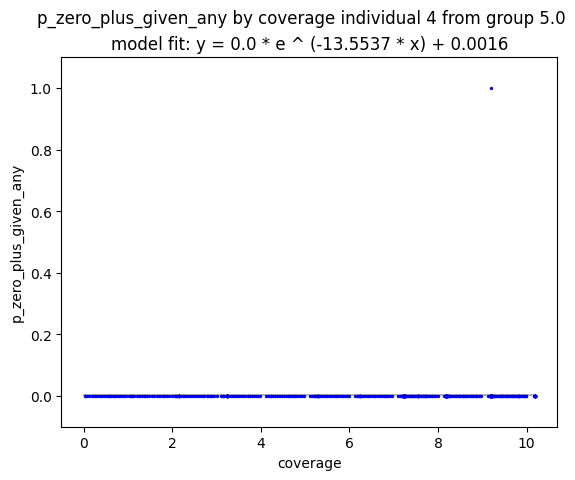 p_zero_plus_given_any by coverage individual 4 from group 5.0
model fit: y = 0.0 * e ^ (-13.5537 * x) + 0.0016
1.0
0.8
0.6
0.4
0.2
0.0
p_zero_plus_given_any
0 2 4 6 8 10
coverage